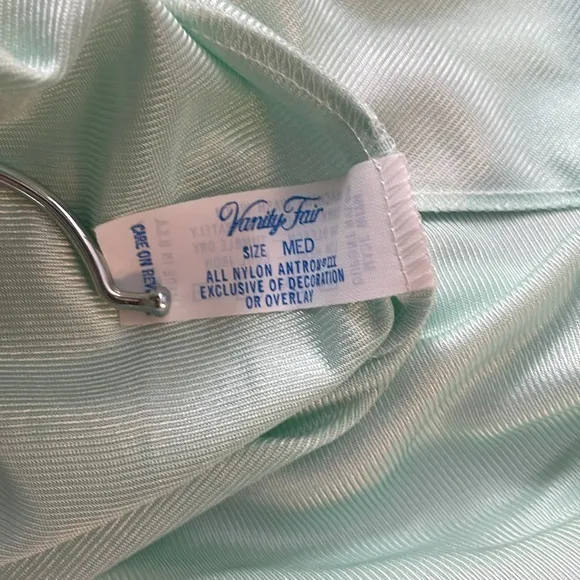 Vanity Fair
SIZE MED
ALL NYLON ANTRON® III
EXCLUSIVE OF DECORATION
OR OVERLAY
CARE ON REV